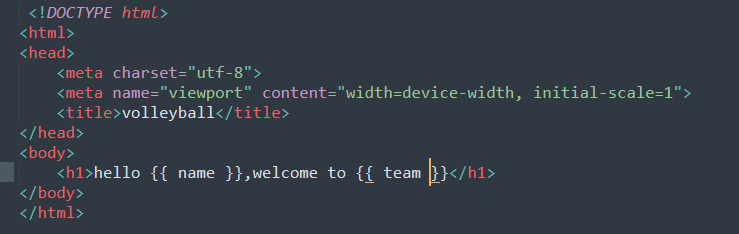 <!DOCTYPE html>
<html>
<head>
    <meta charset="utf-8">
    <meta name="viewport" content="width=device-width, initial-scale=1">
    <title>volleyball</title>
</head>
<body>
    <h1>hello {{ name }},welcome to {{ team }}</h1>
</body>
</html>